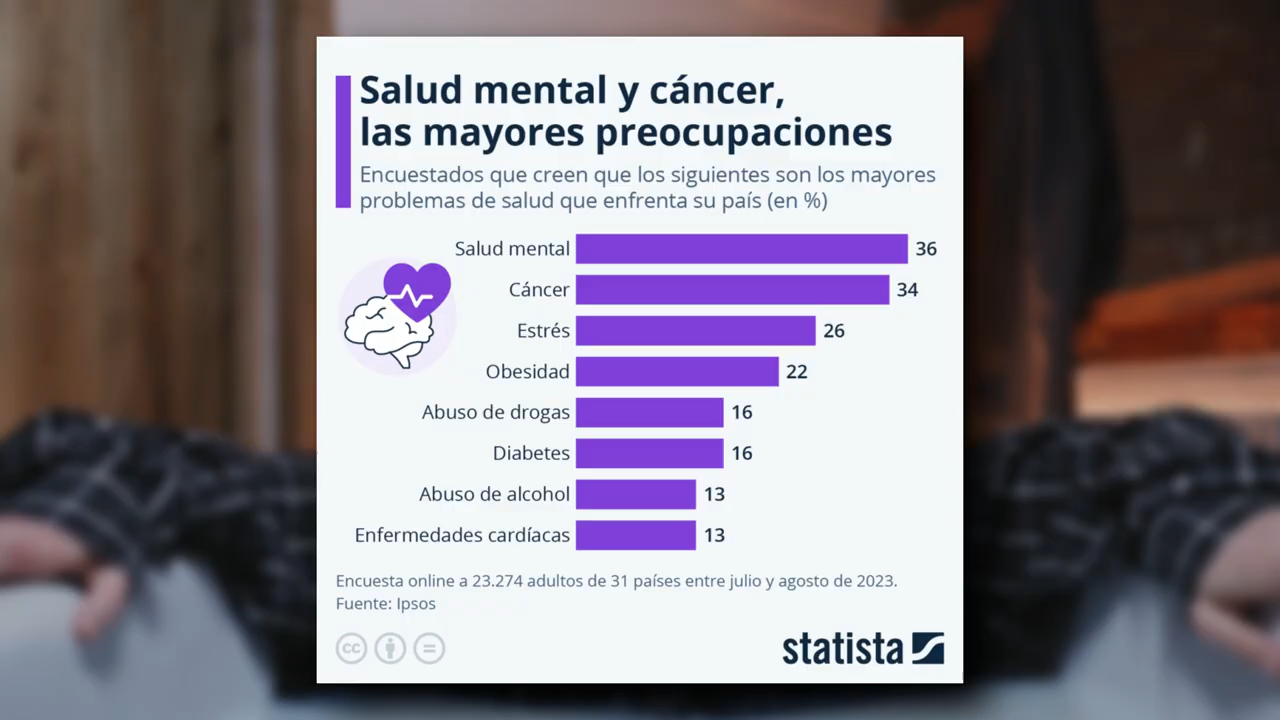 Salud mental y cáncer,
las mayores preocupaciones
Encuestados que creen que los siguientes son los mayores
problemas de salud que enfrenta su país (en %)
Salud mental 36
Cáncer 34
Estrés 26
Obesidad 22
Abuso de drogas 16
Diabetes 16
Abuso de alcohol 13
Enfermedades cardíacas 13
Encuesta online a 23.274 adultos de 31 países entre julio y agosto de 2023.
Fuente: Ipsos
cc
statista